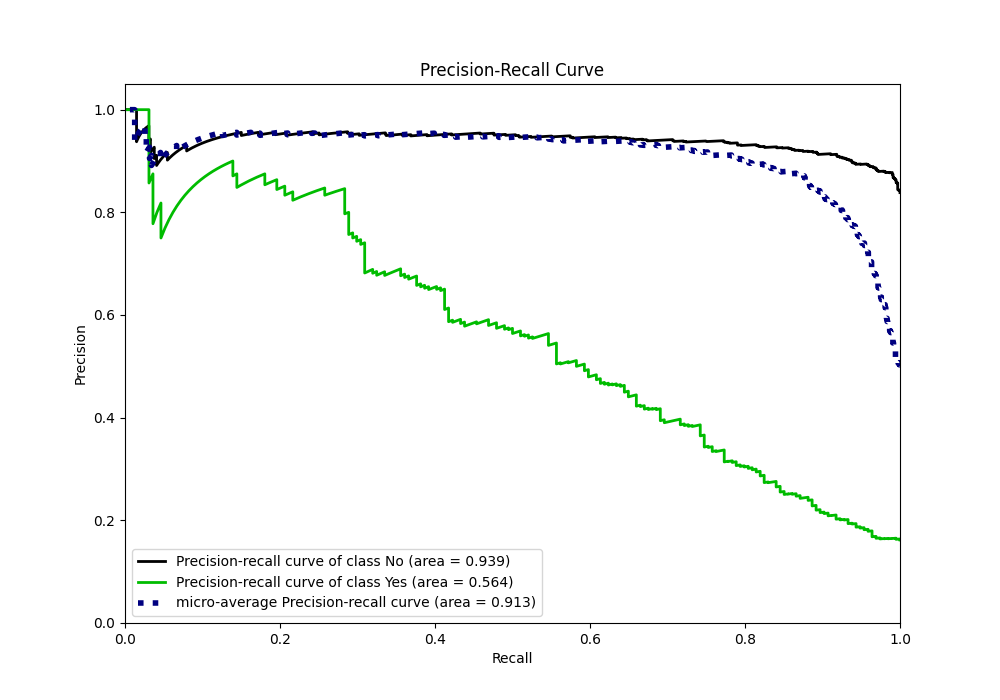 Precision-Recall Curve
1.0
0.8
0.6
0.4
0.2
0.0
Precision
Precision-recall curve of class No (area = 0.939)
Precision-recall curve of class Yes (area = 0.564)
micro-average Precision-recall curve (area = 0.913)
0.0 0.2 0.4 0.6 0.8 1.0
Recall